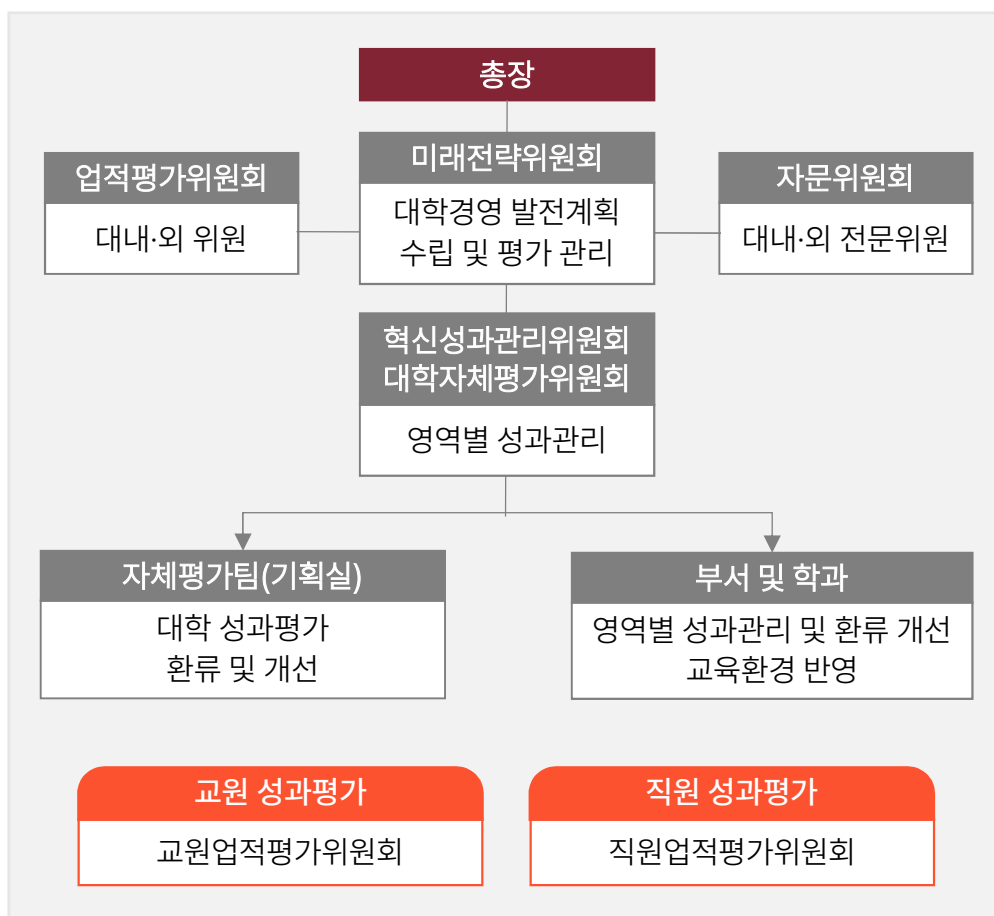 총장
미래전략위원회
대학경영 발전계획
수립 및 평가 관리
업적평가위원회
대내·외 위원
자문위원회
대내·외 전문위원
혁신성과관리위원회
대학자체평가위원회
영역별 성과관리
자체평가팀(기획실)
대학 성과평가
환류 및 개선
부서 및 학과
영역별 성과관리 및 환류 개선
교육환경 반영
교원 성과평가
교원업적평가위원회
직원 성과평가
직원업적평가위원회